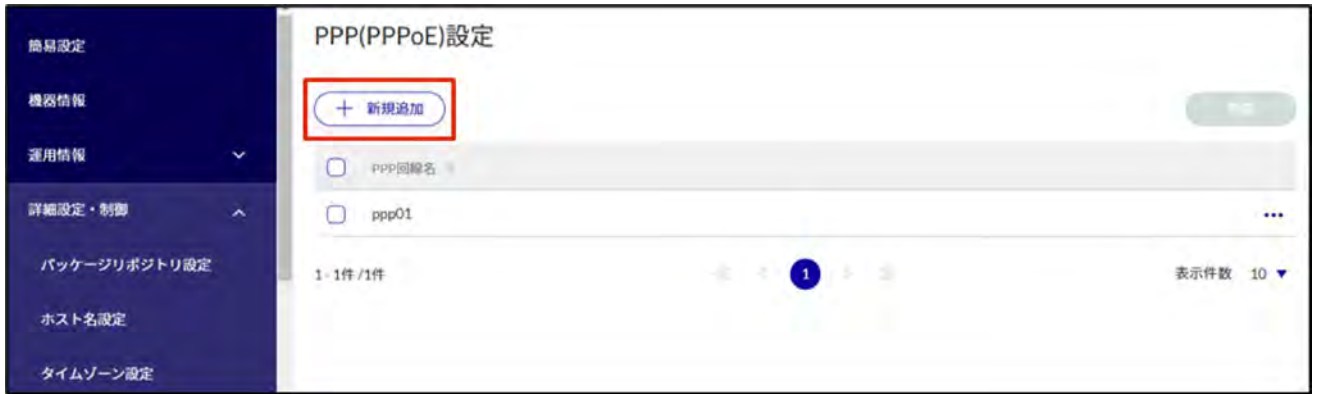 簡易設定
機器情報
運用情報
詳細設定・制御
パッケージリポジトリ設定
ホスト名設定
タイムゾーン設定
PPP(PPPoE)設定
＋ 新規追加
PPP回線名
ppp01
•••
1 - 1件 /1件
1
表示件数 10 ▼